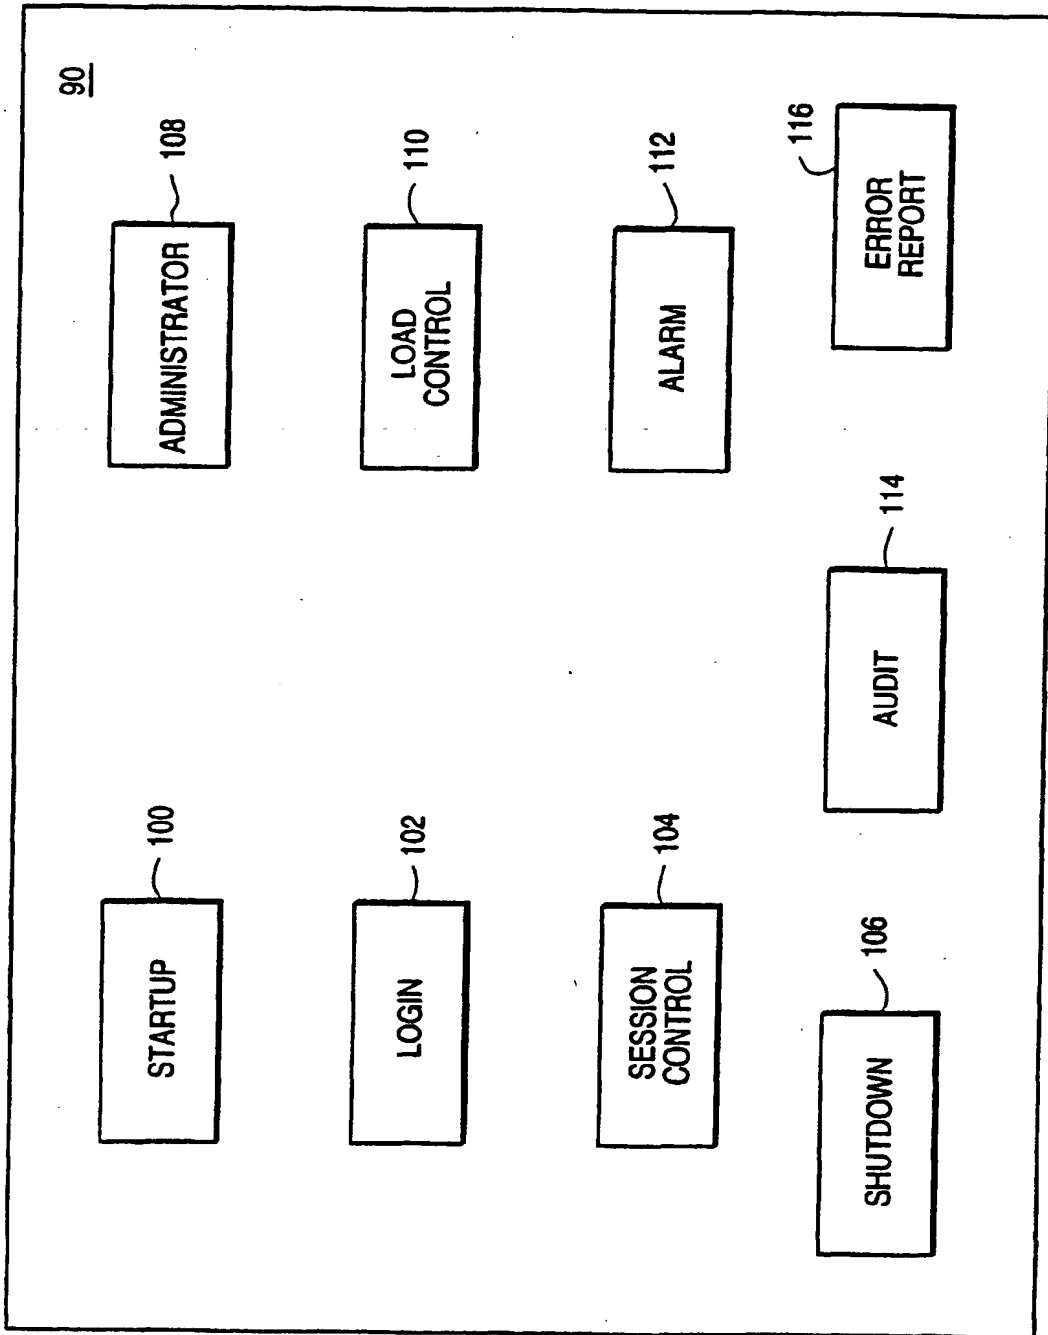 90
STARTUP
100
ADMINISTRATOR
108
LOGIN
102
LOAD
CONTROL
110
SESSION
CONTROL
104
ALARM
112
SHUTDOWN
106
AUDIT
114
ERROR
REPORT
116